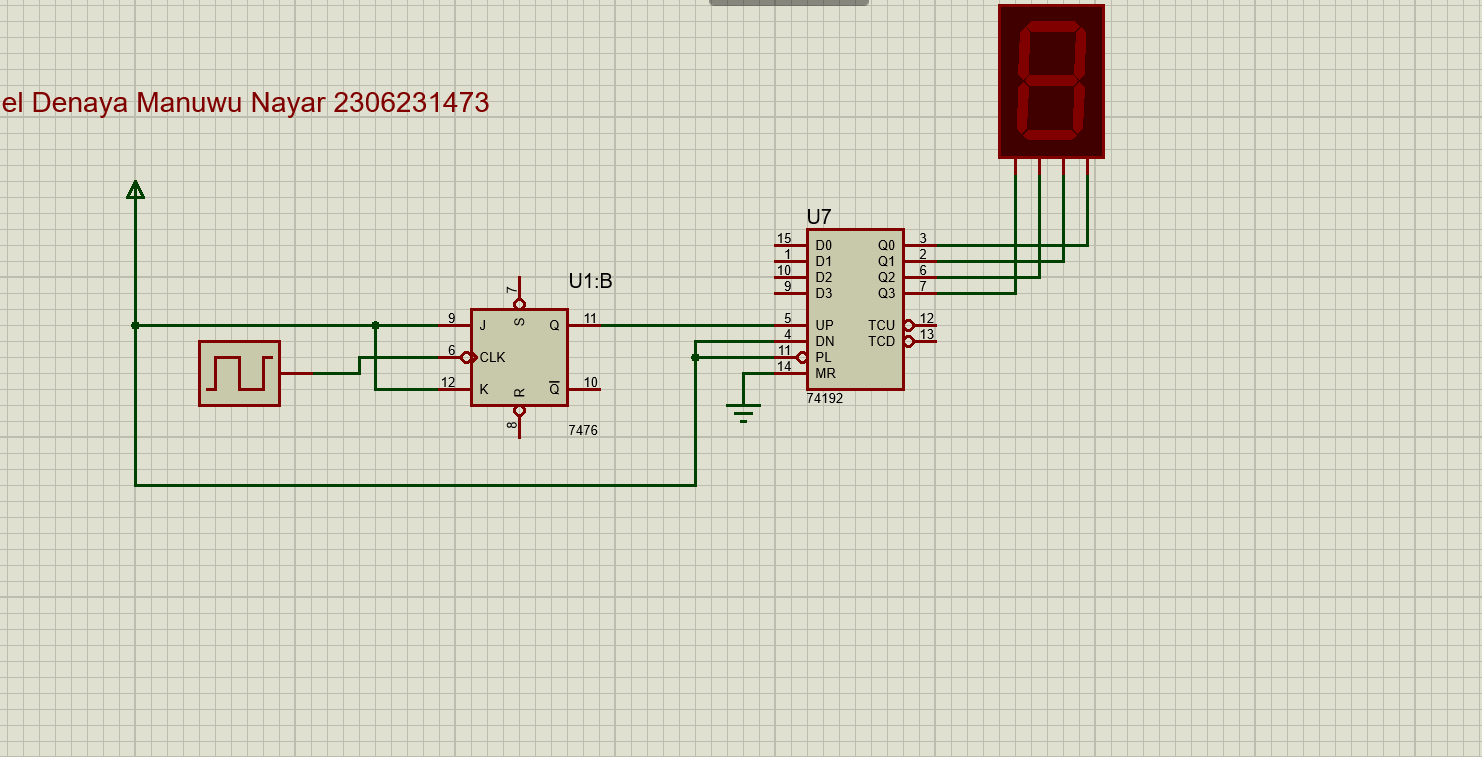 el Denaya Manuwu Nayar 2306231473
U7
15 D0 Q0 3
1 D1 Q1 2
10 D2 Q2 6
9 D3 Q3 7
5 UP TCU 12
4 DN TCD 13
11 PL
14 MR
74192
U1:B
7
S
9 J Q 11
6 CLK
12 K Q 10
R
8
7476